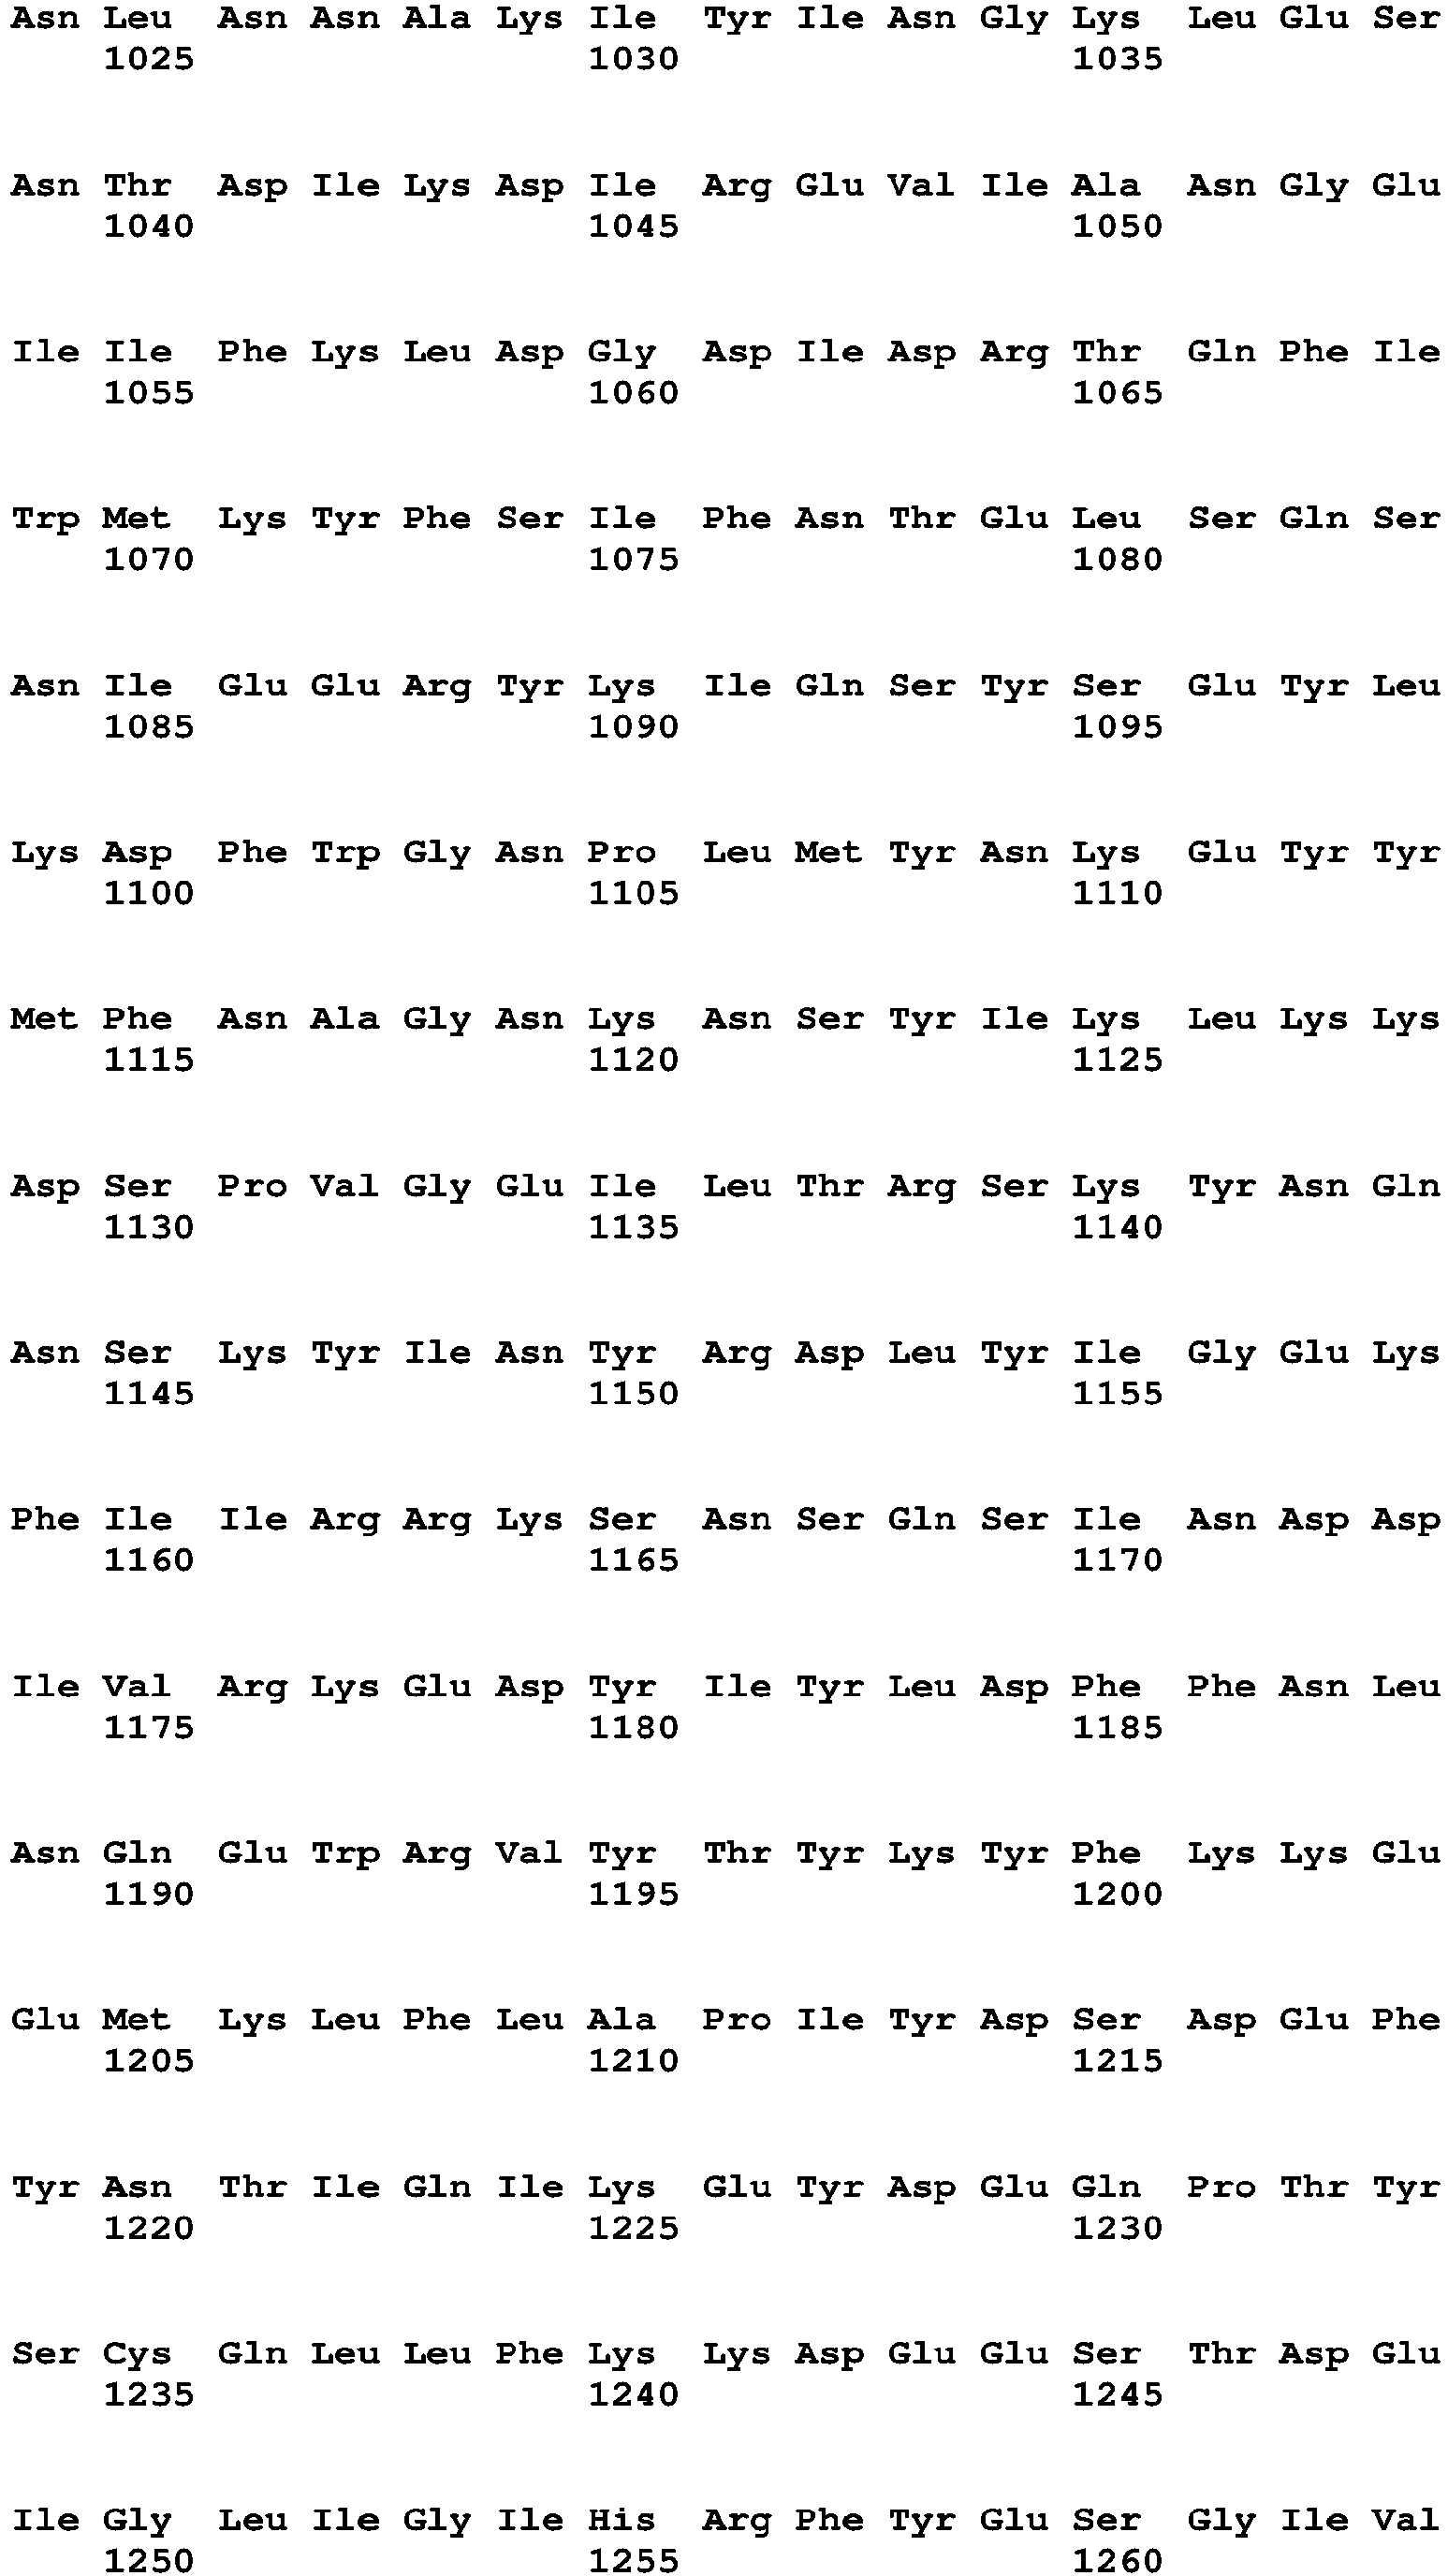 Asn Leu Asn Asn Ala Lys Ile Tyr Ile Asn Gly Lys Leu Glu Ser
1025 1030 1035
Asn Thr Asp Ile Lys Asp Ile Arg Glu Val Ile Ala Asn Gly Glu
1040 1045 1050
Ile Ile Phe Lys Leu Asp Gly Asp Ile Asp Arg Thr Gln Phe Ile
1055 1060 1065
Trp Met Lys Tyr Phe Ser Ile Phe Asn Thr Glu Leu Ser Gln Ser
1070 1075 1080
Asn Ile Glu Glu Arg Tyr Lys Ile Gln Ser Tyr Ser Glu Tyr Leu
1085 1090 1095
Lys Asp Phe Trp Gly Asn Pro Leu Met Tyr Asn Lys Glu Tyr Tyr
1100 1105 1110
Met Phe Asn Ala Gly Asn Lys Asn Ser Tyr Ile Lys Leu Lys Lys
1115 1120 1125
Asp Ser Pro Val Gly Glu Ile Leu Thr Arg Ser Lys Tyr Asn Gln
1130 1135 1140
Asn Ser Lys Tyr Ile Asn Tyr Arg Asp Leu Tyr Ile Gly Glu Lys
1145 1150 1155
Phe Ile Ile Arg Arg Lys Ser Asn Ser Gln Ser Ile Asn Asp Asp
1160 1165 1170
Ile Val Arg Lys Glu Asp Tyr Ile Tyr Leu Asp Phe Phe Asn Leu
1175 1180 1185
Asn Gln Glu Trp Arg Val Tyr Thr Tyr Lys Tyr Phe Lys Lys Glu
1190 1195 1200
Glu Met Lys Leu Phe Leu Ala Pro Ile Tyr Asp Ser Asp Glu Phe
1205 1210 1215
Tyr Asn Thr Ile Gln Ile Lys Glu Tyr Asp Glu Gln Pro Thr Tyr
1220 1225 1230
Ser Cys Gln Leu Leu Phe Lys Lys Asp Glu Glu Ser Thr Asp Glu
1235 1240 1245
Ile Gly Leu Ile Gly Ile His Arg Phe Tyr Glu Ser Gly Ile Val
1250 1255 1260